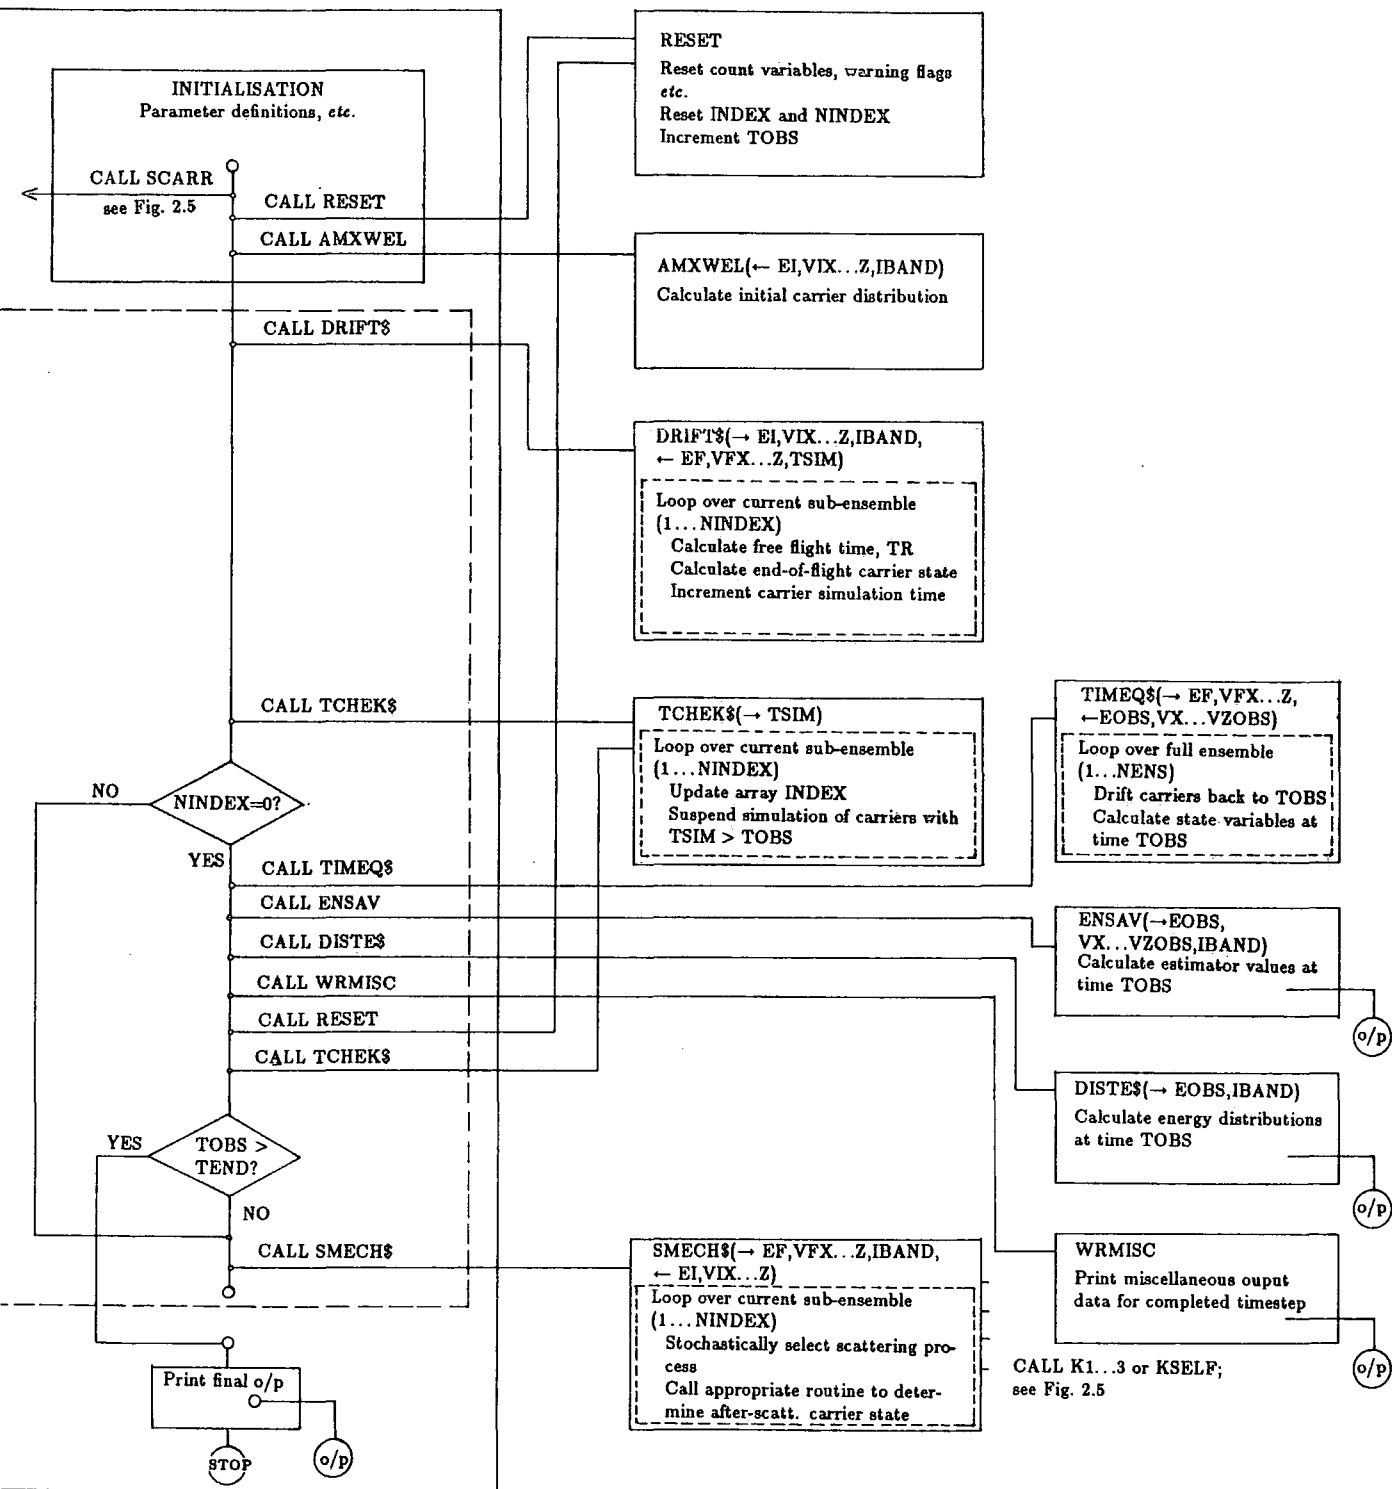 INITIALISATION
Parameter definitions, etc.
CALL SCARR
see Fig. 2.5
CALL RESET
CALL AMXWEL
CALL DRIFT$
CALL TCHEK$
NINDEX=0?
NO
YES
CALL TIMEQ$
CALL ENSAV
CALL DISTE$
CALL WRMISC
CALL RESET
CALL TCHEK$
TOBS >
TEND?
YES
NO
CALL SMECH$
Print final o/p
STOP
o/p
RESET
Reset count variables, warning flags
etc.
Reset INDEX and NINDEX
Increment TOBS
AMXWEL(← EI,VIX...Z,IBAND)
Calculate initial carrier distribution
DRIFT$(→ EI,VIX...Z,IBAND,
← EF,VFX...Z,TSIM)
Loop over current sub-ensemble
(1...NINDEX)
Calculate free flight time, TR
Calculate end-of-flight carrier state
Increment carrier simulation time
TCHEK$(→ TSIM)
Loop over current sub-ensemble
(1...NINDEX)
Update array INDEX
Suspend simulation of carriers with
TSIM > TOBS
SMECH$(→ EF,VFX...Z,IBAND,
← EI,VIX...Z)
Loop over current sub-ensemble
(1...NINDEX)
Stochastically select scattering pro-
cess
Call appropriate routine to deter-
mine after-scatt. carrier state
TIMEQ$(→ EF,VFX...Z,
←EOBS,VX...VZOBS)
Loop over full ensemble
(1...NENS)
Drift carriers back to TOBS
Calculate state variables at
time TOBS
ENSAV(→EOBS,
VX...VZOBS,IBAND)
Calculate estimator values at
time TOBS
o/p
DISTE$(→ EOBS,IBAND)
Calculate energy distributions
at time TOBS
o/p
WRMISC
Print miscellaneous ouput
data for completed timestep
o/p
CALL K1...3 or KSELF;
see Fig. 2.5